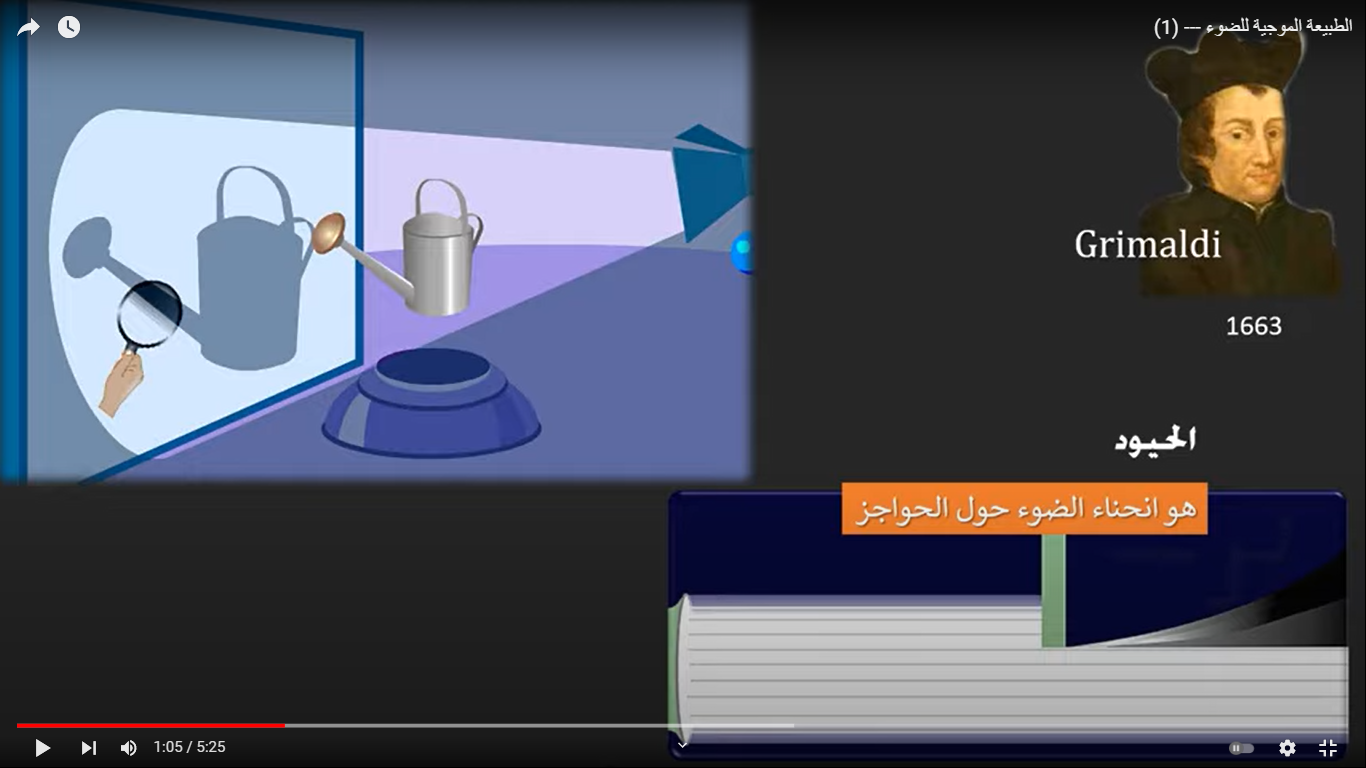 الطبيعة الموجية للضوء --- (1)
Grimaldi
1663
الحيود
هو انحناء الضوء حول الحواجز
1:05 / 5:25